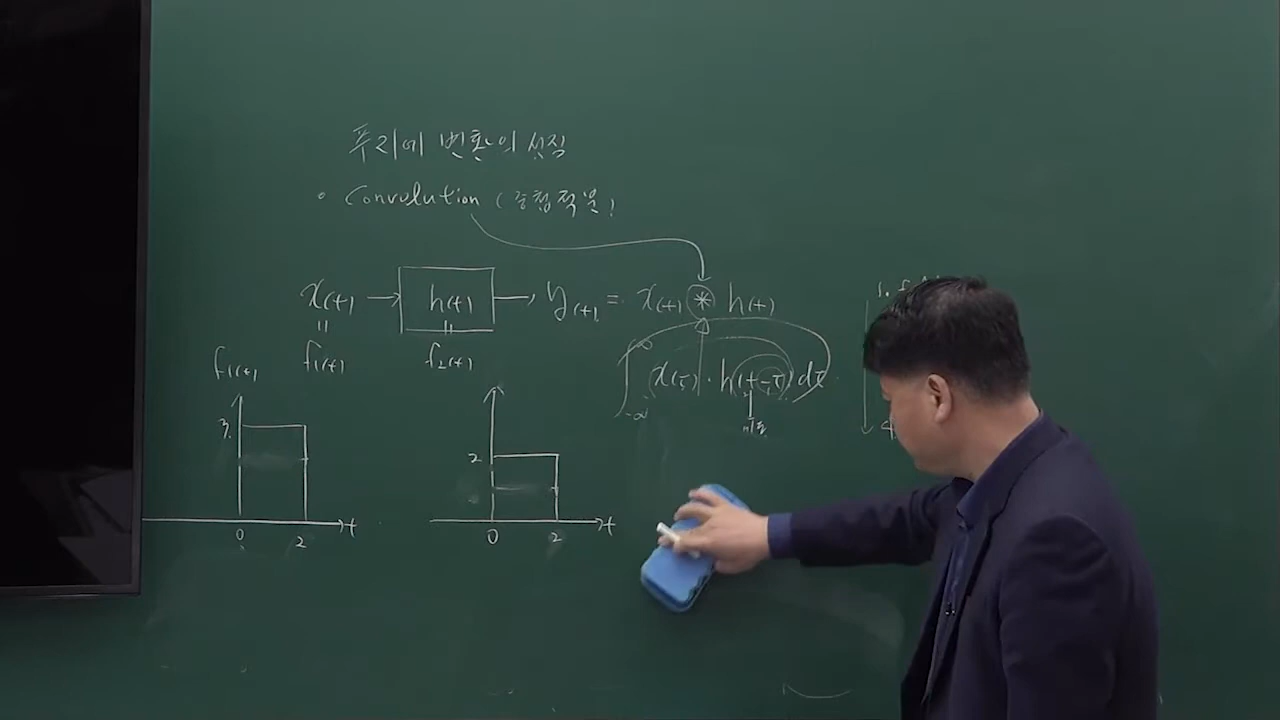 푸리에 변환의 성질
∘ Convolution (중첩적분)
x(t) → h(t) → y(t) = x(t) * h(t)
f1(t) f2(t)
∫ -∞ ∞ x(τ) · h(t-τ) dτ
이동
f1(t)
3
0 2 t
2
0 2 t